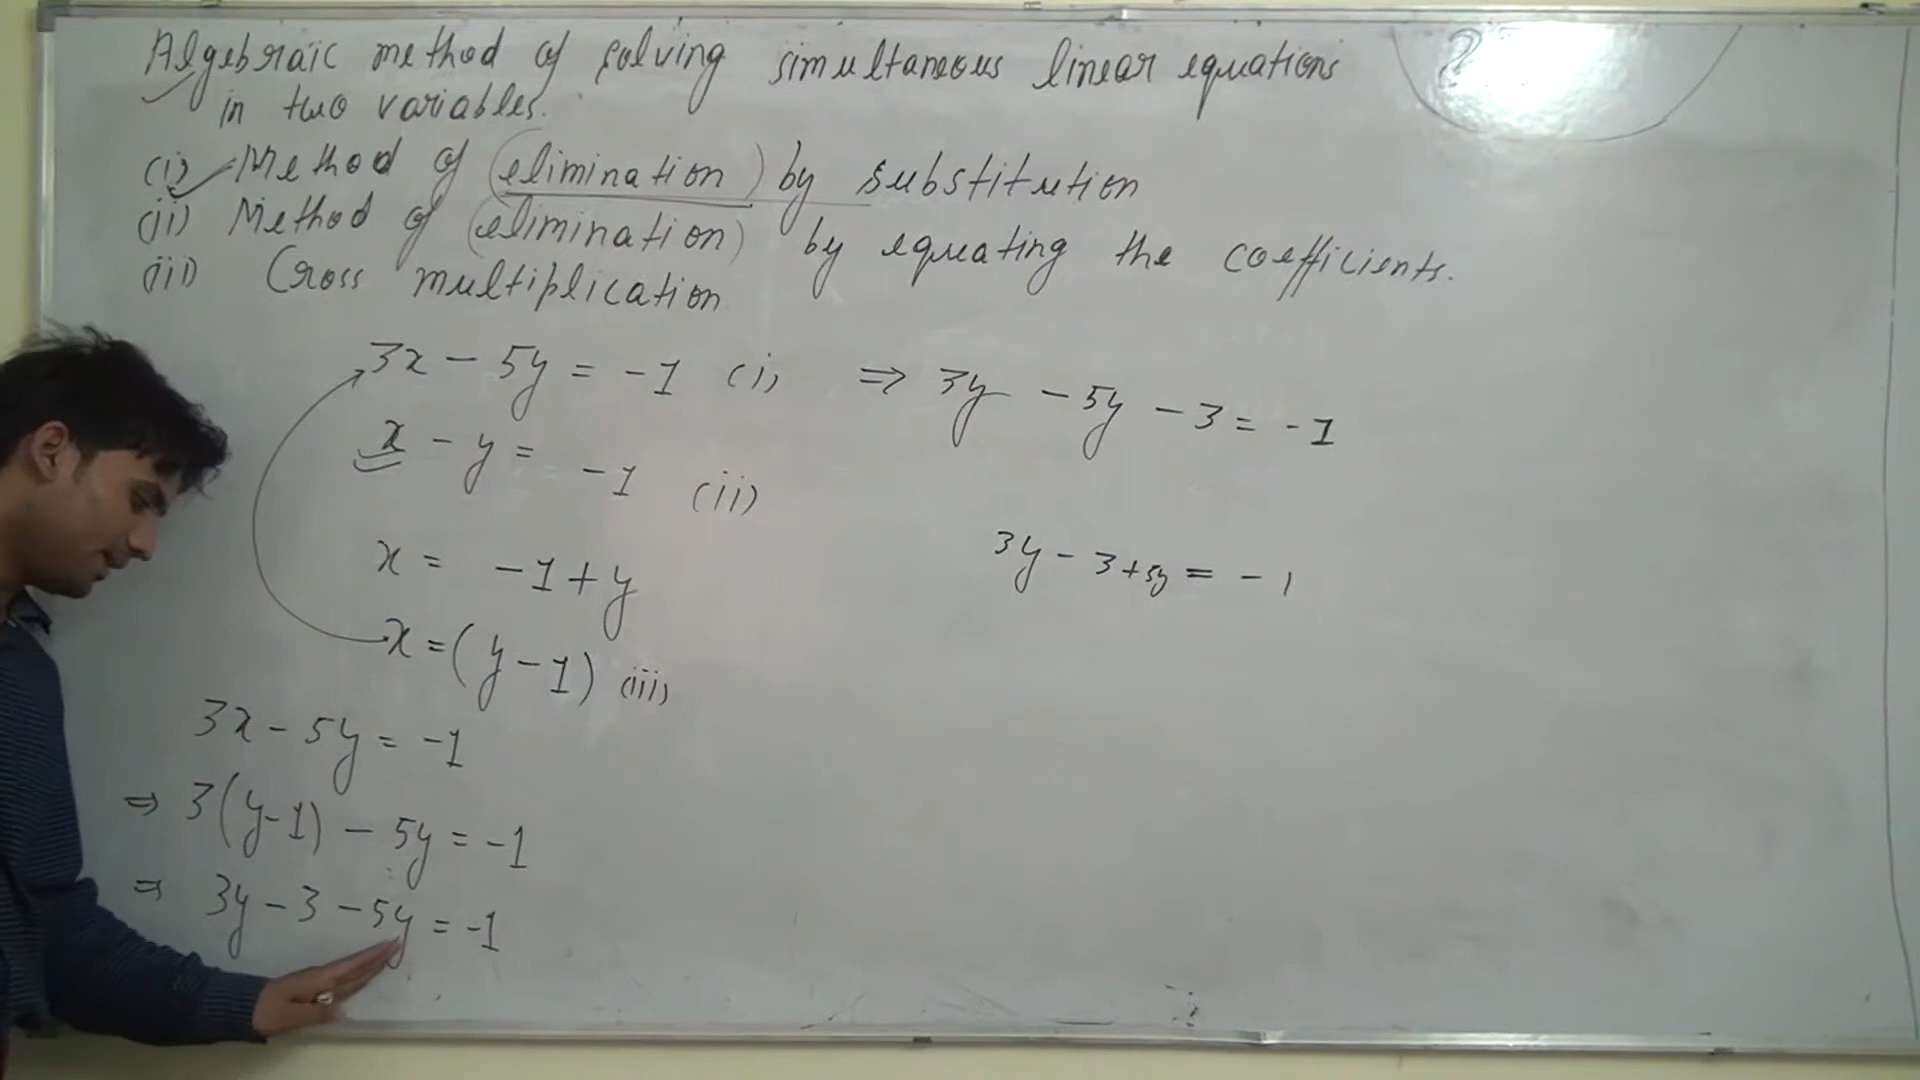 Algebraic method of solving simultaneous linear equations
in two variables.
(i) Method of (elimination) by substitution
(ii) Method of (elimination) by equating the coefficients.
(iii) Cross multiplication
3x - 5y = -1 (i)
x - y = -1 (ii)
x = -1 + y
x = (y - 1) (iii)
3x - 5y = -1
⇒ 3(y-1) - 5y = -1
⇒ 3y - 3 - 5y = -1
⇒ 3y - 5y - 3 = -1
3y - 3 + 5y = -1